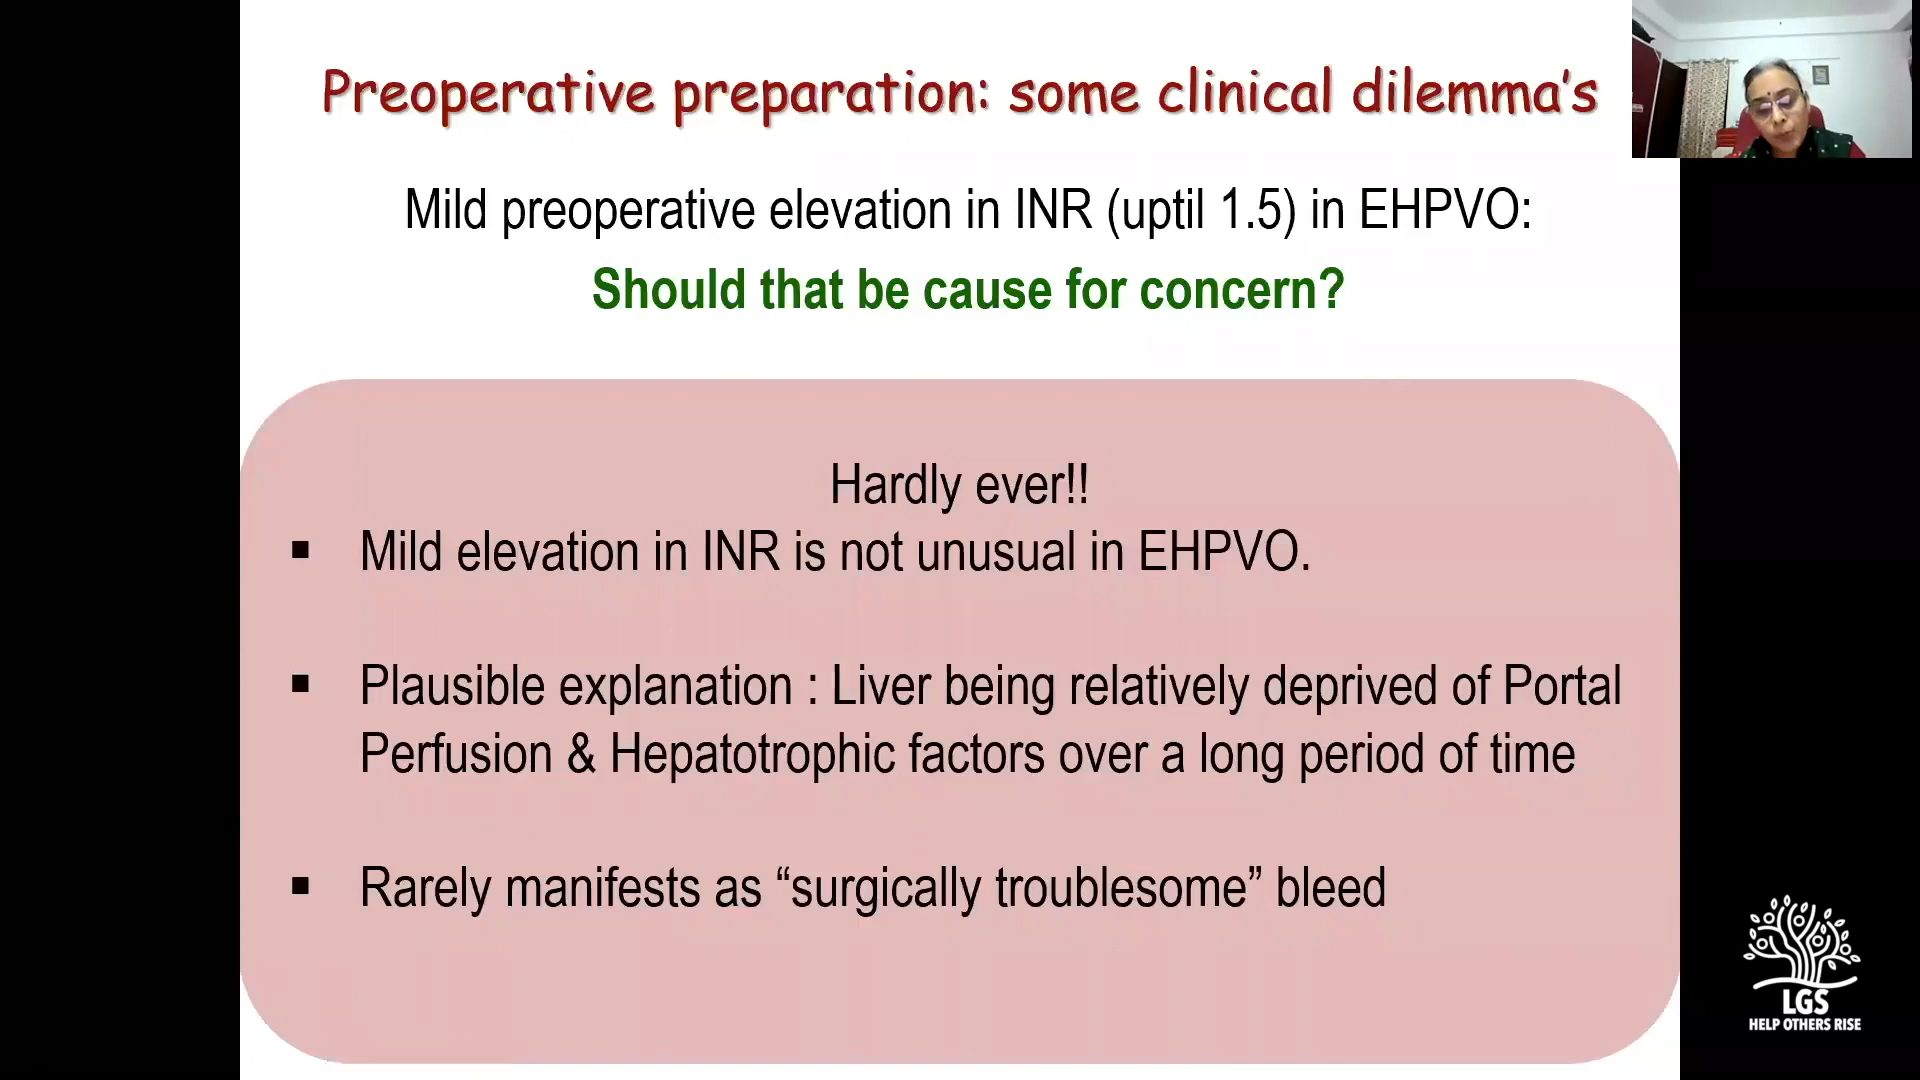 Preoperative preparation: some clinical dilemma's
Mild preoperative elevation in INR (uptil 1.5) in EHPVO:
Should that be cause for concern?
Hardly ever!!
▪ Mild elevation in INR is not unusual in EHPVO.
▪ Plausible explanation : Liver being relatively deprived of Portal
Perfusion & Hepatotrophic factors over a long period of time
▪ Rarely manifests as “surgically troublesome” bleed
LGS
HELP OTHERS RISE